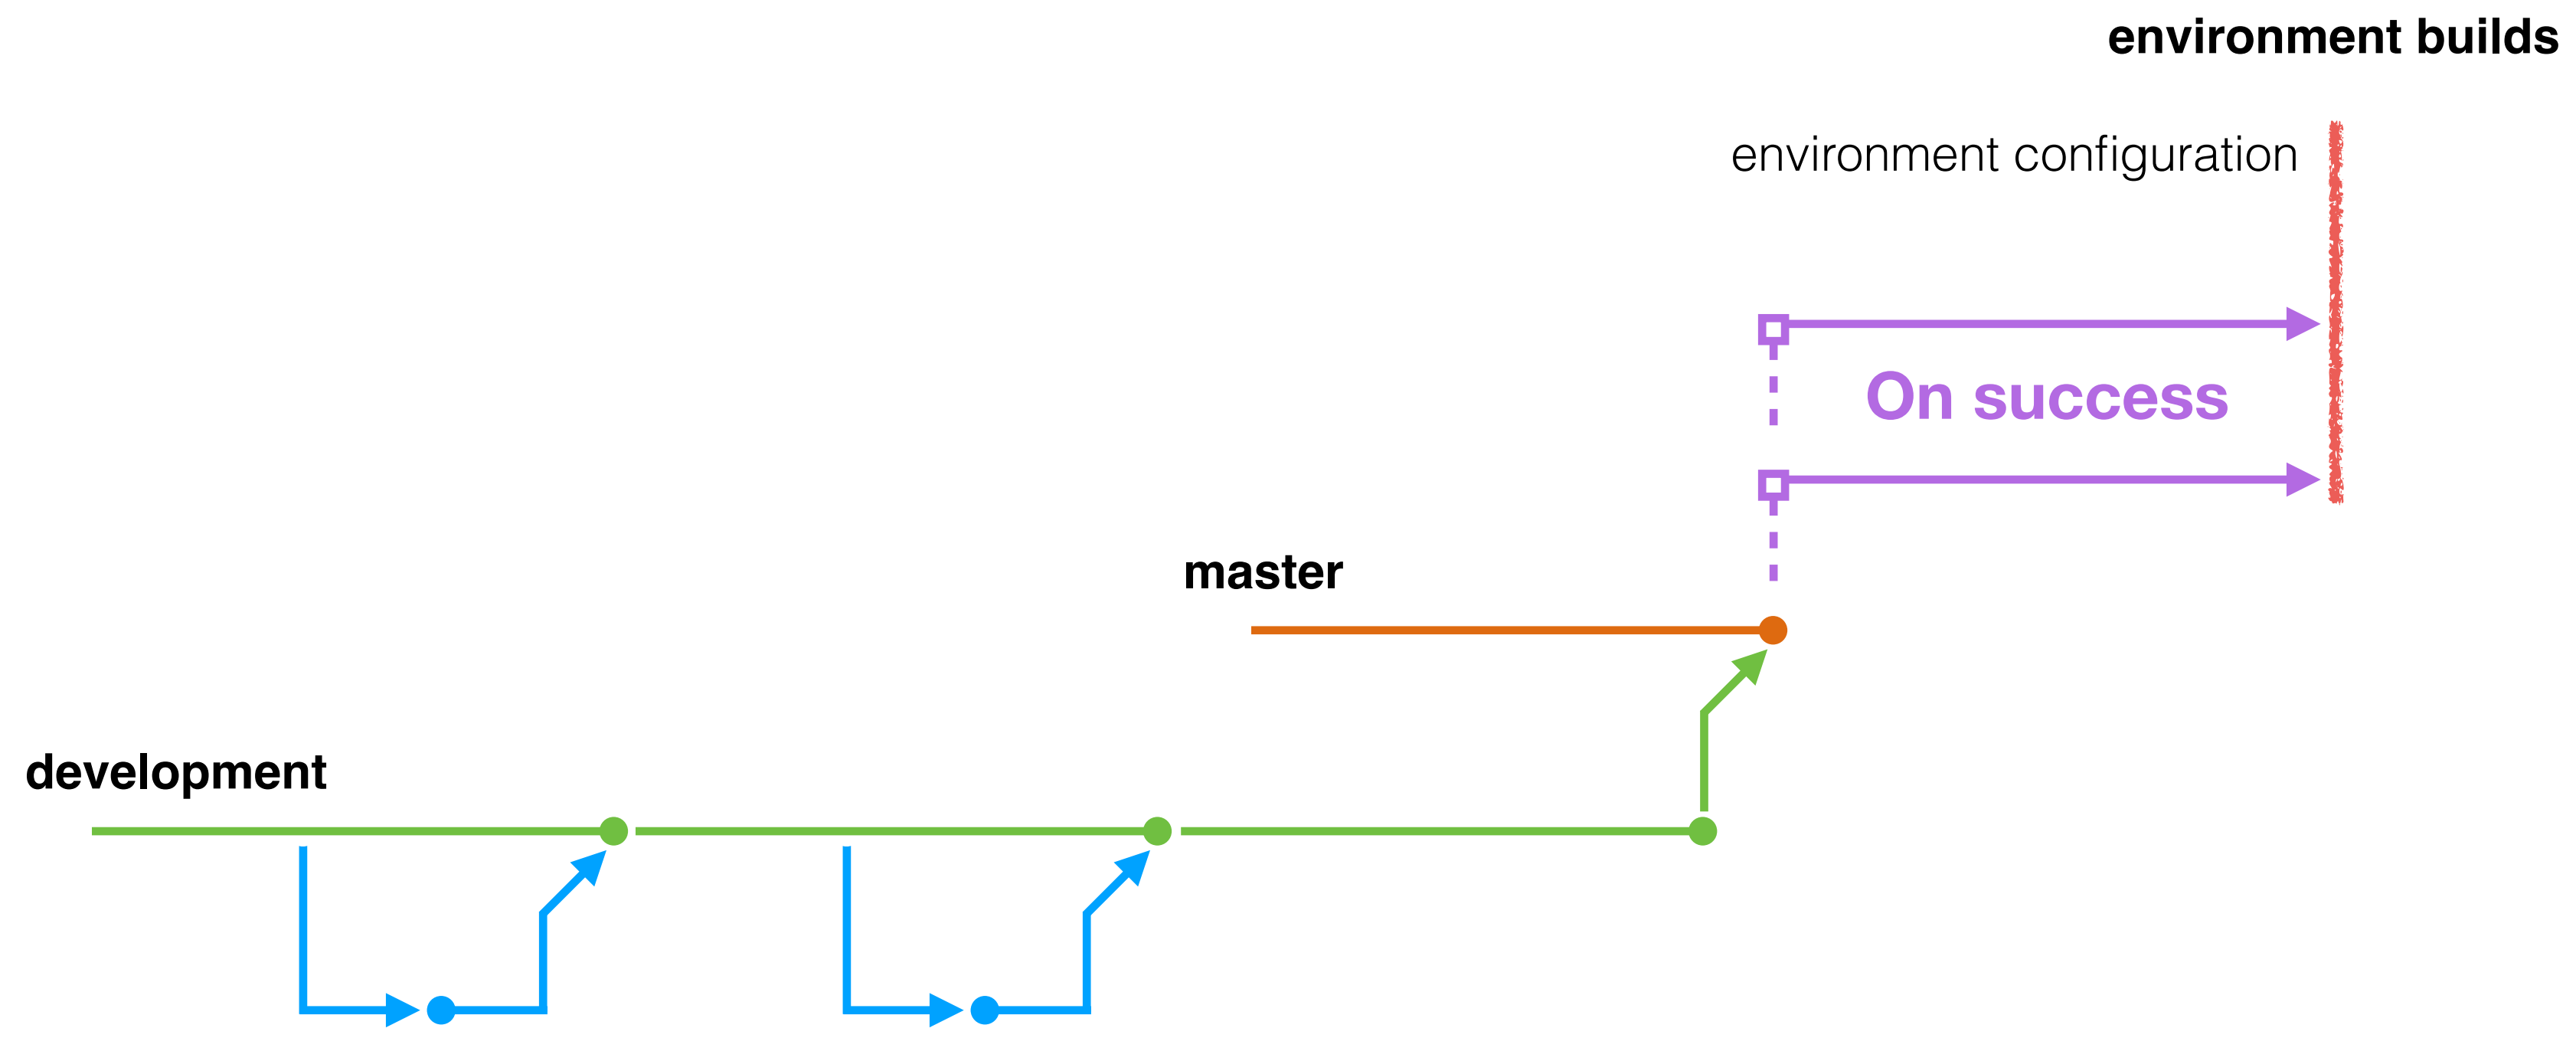 environment builds
environment configuration
On success
master
development